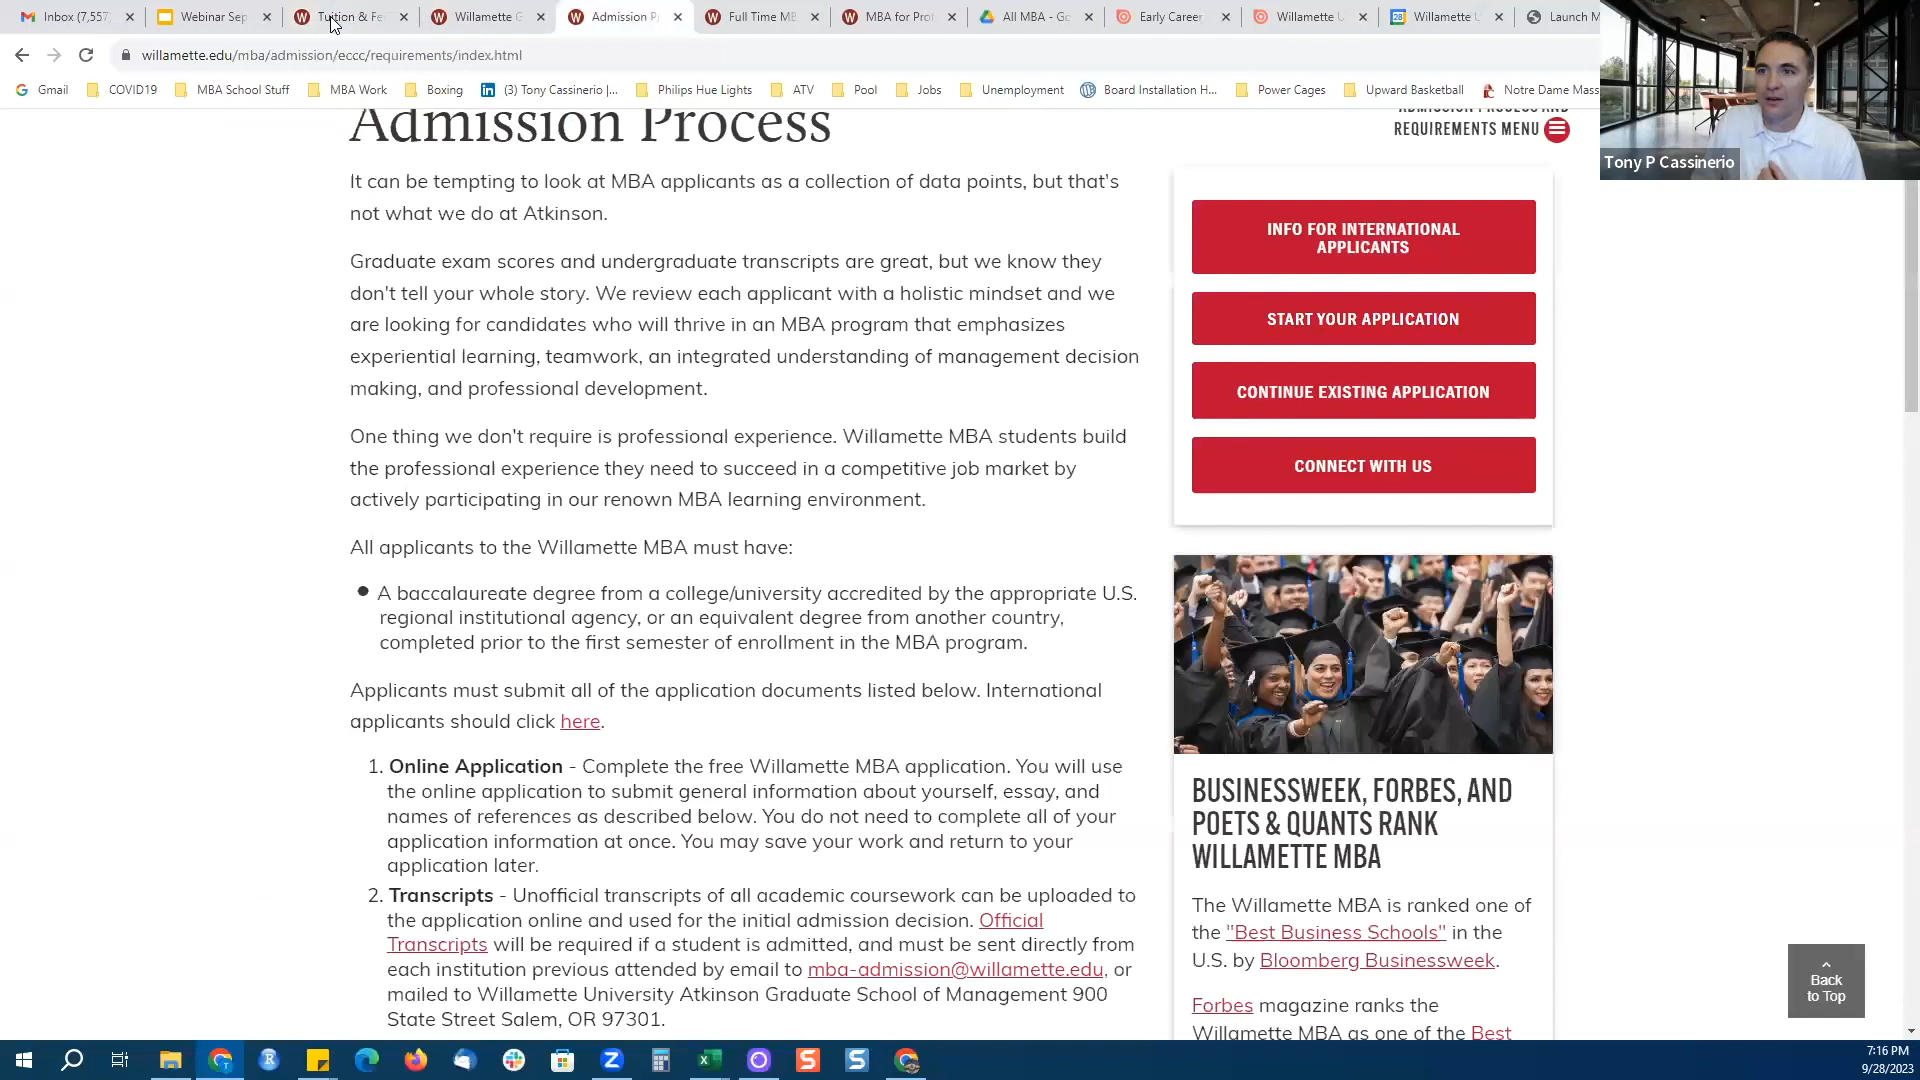 Inbox (7,557
Webinar Sep
Tuition & Fe
Willamette G
Admission P
Full Time MB
MBA for Prof
All MBA - Go
Early Career
Willamette U
28
Willamette U
Launch M
willamette.edu/mba/admission/eccc/requirements/index.html
Gmail
COVID19
MBA School Stuff
MBA Work
Boxing
(3) Tony Cassinerio |...
Philips Hue Lights
ATV
Pool
Jobs
Unemployment
Board Installation H...
Power Cages
Upward Basketball
Notre Dame Mass
Tony P Cassinerio
Admission Process
ADMISSION PROCESS AND
REQUIREMENTS MENU
It can be tempting to look at MBA applicants as a collection of data points, but that's
not what we do at Atkinson.
Graduate exam scores and undergraduate transcripts are great, but we know they
don't tell your whole story. We review each applicant with a holistic mindset and we
are looking for candidates who will thrive in an MBA program that emphasizes
experiential learning, teamwork, an integrated understanding of management decision
making, and professional development.
One thing we don't require is professional experience. Willamette MBA students build
the professional experience they need to succeed in a competitive job market by
actively participating in our renown MBA learning environment.
All applicants to the Willamette MBA must have:
A baccalaureate degree from a college/university accredited by the appropriate U.S.
regional institutional agency, or an equivalent degree from another country,
completed prior to the first semester of enrollment in the MBA program.
Applicants must submit all of the application documents listed below. International
applicants should click here.
1. Online Application - Complete the free Willamette MBA application. You will use
the online application to submit general information about yourself, essay, and
names of references as described below. You do not need to complete all of your
application information at once. You may save your work and return to your
application later.
2. Transcripts - Unofficial transcripts of all academic coursework can be uploaded to
the application online and used for the initial admission decision. Official
Transcripts will be required if a student is admitted, and must be sent directly from
each institution previous attended by email to mba-admission@willamette.edu, or
mailed to Willamette University Atkinson Graduate School of Management 900
State Street Salem, OR 97301.
INFO FOR INTERNATIONAL
APPLICANTS
START YOUR APPLICATION
CONTINUE EXISTING APPLICATION
CONNECT WITH US
BUSINESSWEEK, FORBES, AND
POETS & QUANTS RANK
WILLAMETTE MBA
The Willamette MBA is ranked one of
the "Best Business Schools" in the
U.S. by Bloomberg Businessweek.
Forbes magazine ranks the
Willamette MBA as one of the Best
Back
to Top
7:16 PM
9/28/2023